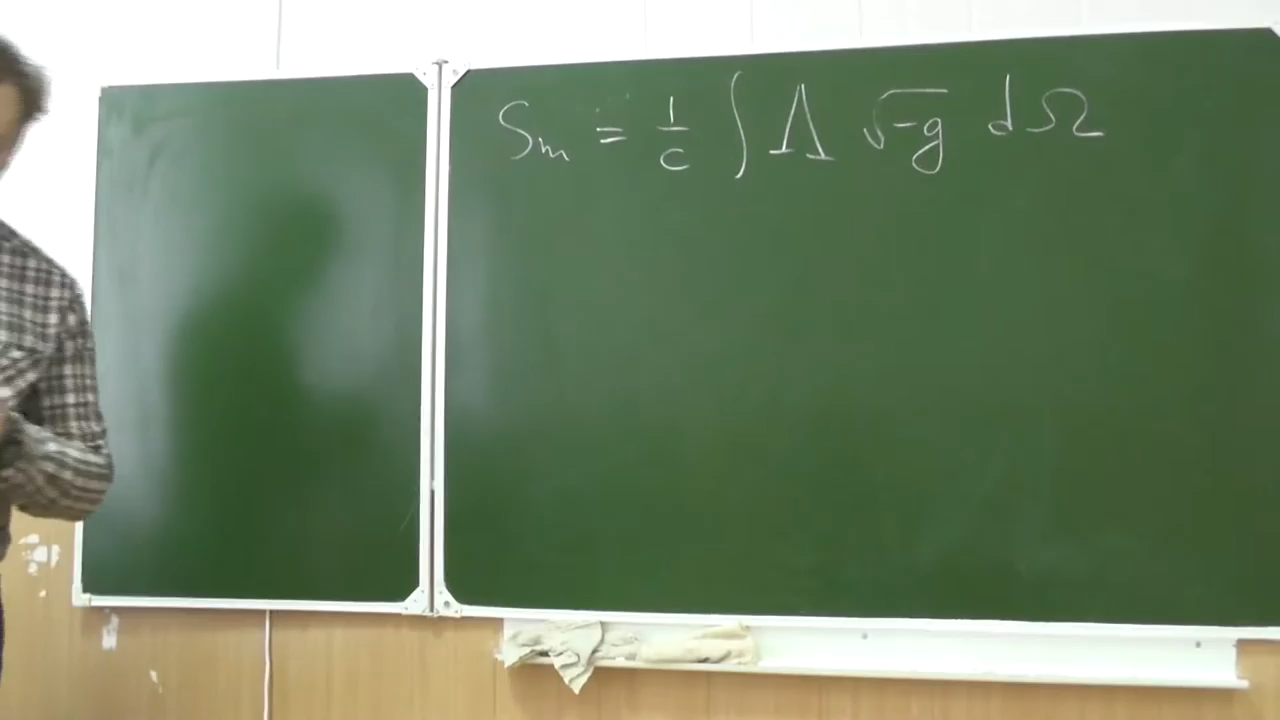 S_m = 1/c ∫ Λ √-g dΩ